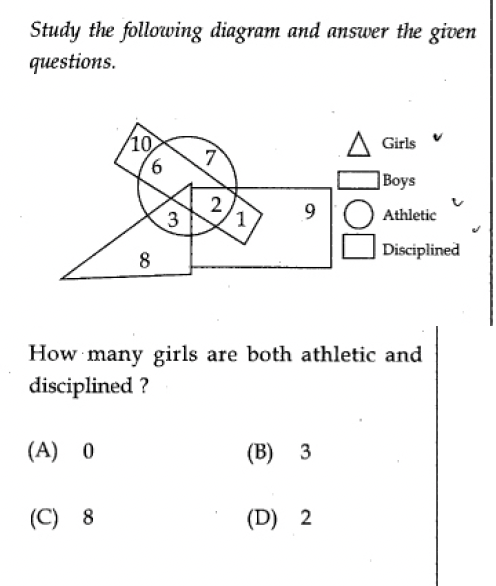 Study the following diagram and answer the given
questions.
10
7
6
2
3
1
9
8
Girls
Boys
Athletic
Disciplined
How many girls are both athletic and
disciplined ?
(A) 0
(B) 3
(C) 8
(D) 2